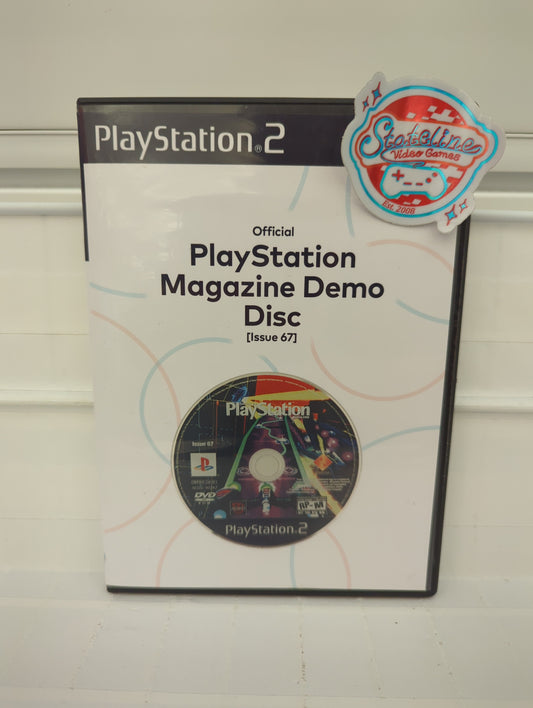 PlayStation®2
Stateline
Video Games
Est. 2008
Official
PlayStation
Magazine Demo
Disc
[Issue 67]
PlayStation
Issue 67
DVD
RP-M
PlayStation 2